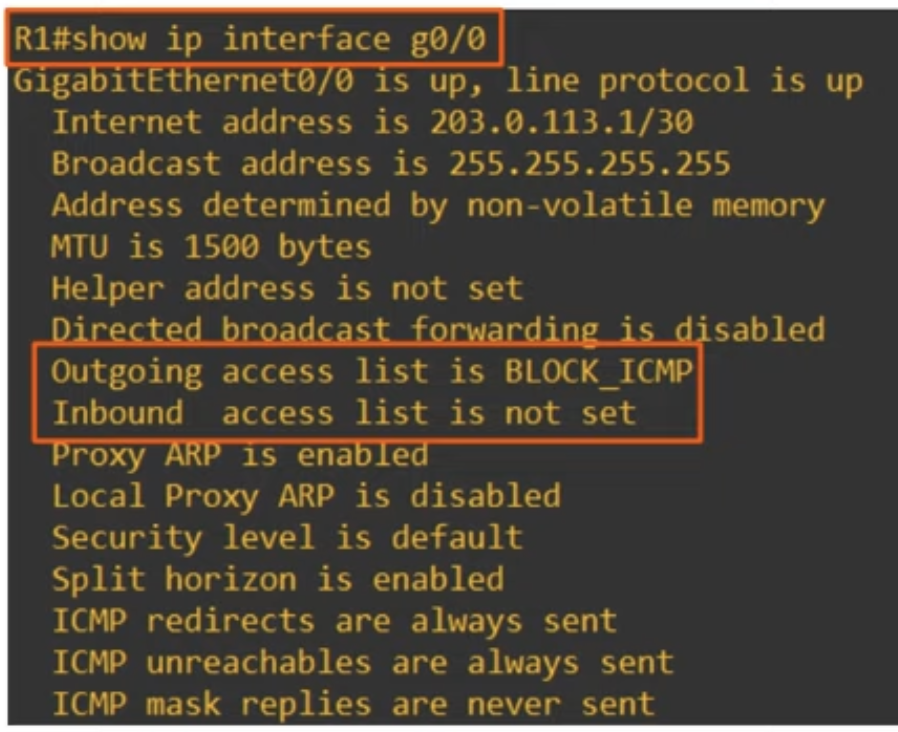 R1#show ip interface g0/0
GigabitEthernet0/0 is up, line protocol is up
Internet address is 203.0.113.1/30
Broadcast address is 255.255.255.255
Address determined by non-volatile memory
MTU is 1500 bytes
Helper address is not set
Directed broadcast forwarding is disabled
Outgoing access list is BLOCK_ICMP
Inbound  access list is not set
Proxy ARP is enabled
Local Proxy ARP is disabled
Security level is default
Split horizon is enabled
ICMP redirects are always sent
ICMP unreachables are always sent
ICMP mask replies are never sent